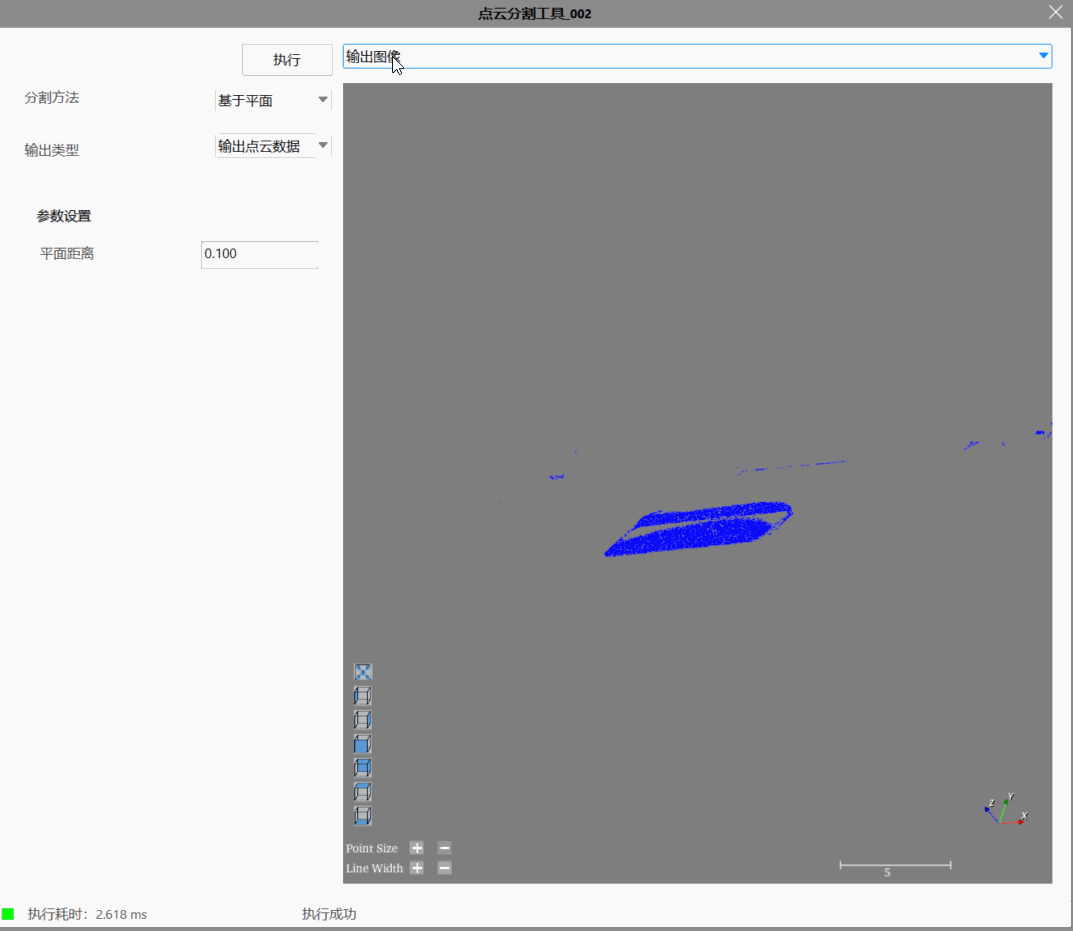 点云分割工具_002
执行
输出图像
分割方法
基于平面
输出类型
输出点云数据
参数设置
平面距离
0.100
Z
Y
X
Point Size
Line Width
5
执行耗时：2.618 ms
执行成功